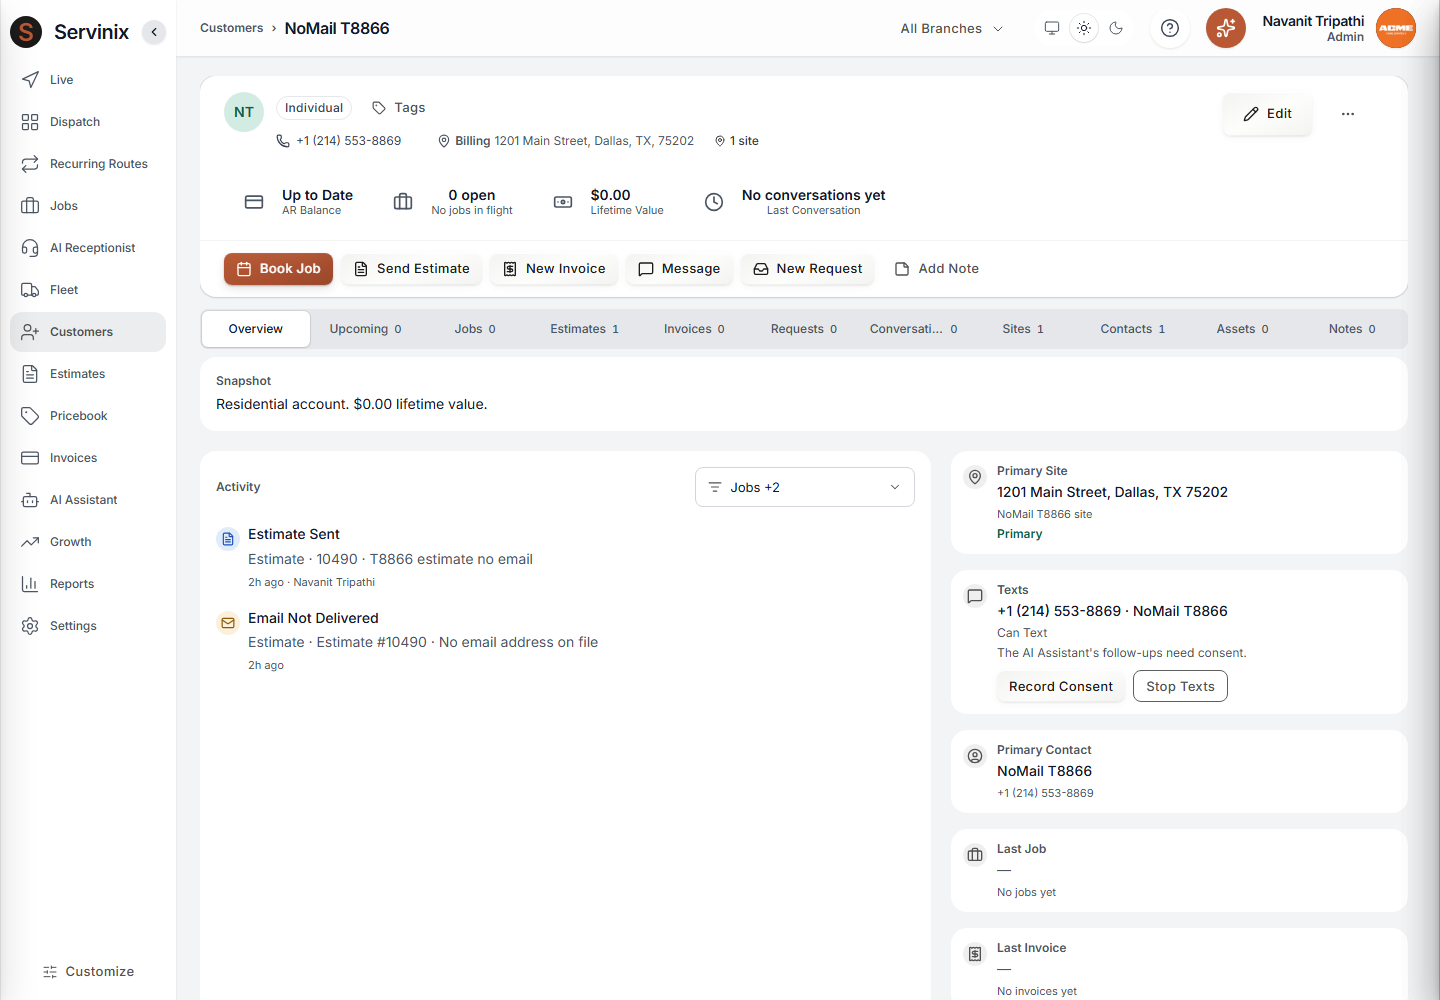 S Servinix
Live
Dispatch
Recurring Routes
Jobs
AI Receptionist
Fleet
Customers
Estimates
Pricebook
Invoices
AI Assistant
Growth
Reports
Settings
Customize
Customers › NoMail T8866
All Branches
Navanit Tripathi
Admin
ACME
NT
Individual
Tags
+1 (214) 553-8869
Billing 1201 Main Street, Dallas, TX, 75202
1 site
Edit
Up to Date
AR Balance
0 open
No jobs in flight
$0.00
Lifetime Value
No conversations yet
Last Conversation
Book Job
Send Estimate
New Invoice
Message
New Request
Add Note
Overview
Upcoming 0
Jobs 0
Estimates 1
Invoices 0
Requests 0
Conversati... 0
Sites 1
Contacts 1
Assets 0
Notes 0
Snapshot
Residential account. $0.00 lifetime value.
Activity
Jobs +2
Estimate Sent
Estimate · 10490 · T8866 estimate no email
2h ago · Navanit Tripathi
Email Not Delivered
Estimate · Estimate #10490 · No email address on file
2h ago
Primary Site
1201 Main Street, Dallas, TX 75202
NoMail T8866 site
Primary
Texts
+1 (214) 553-8869 · NoMail T8866
Can Text
The AI Assistant's follow-ups need consent.
Record Consent
Stop Texts
Primary Contact
NoMail T8866
+1 (214) 553-8869
Last Job
—
No jobs yet
Last Invoice
—
No invoices yet